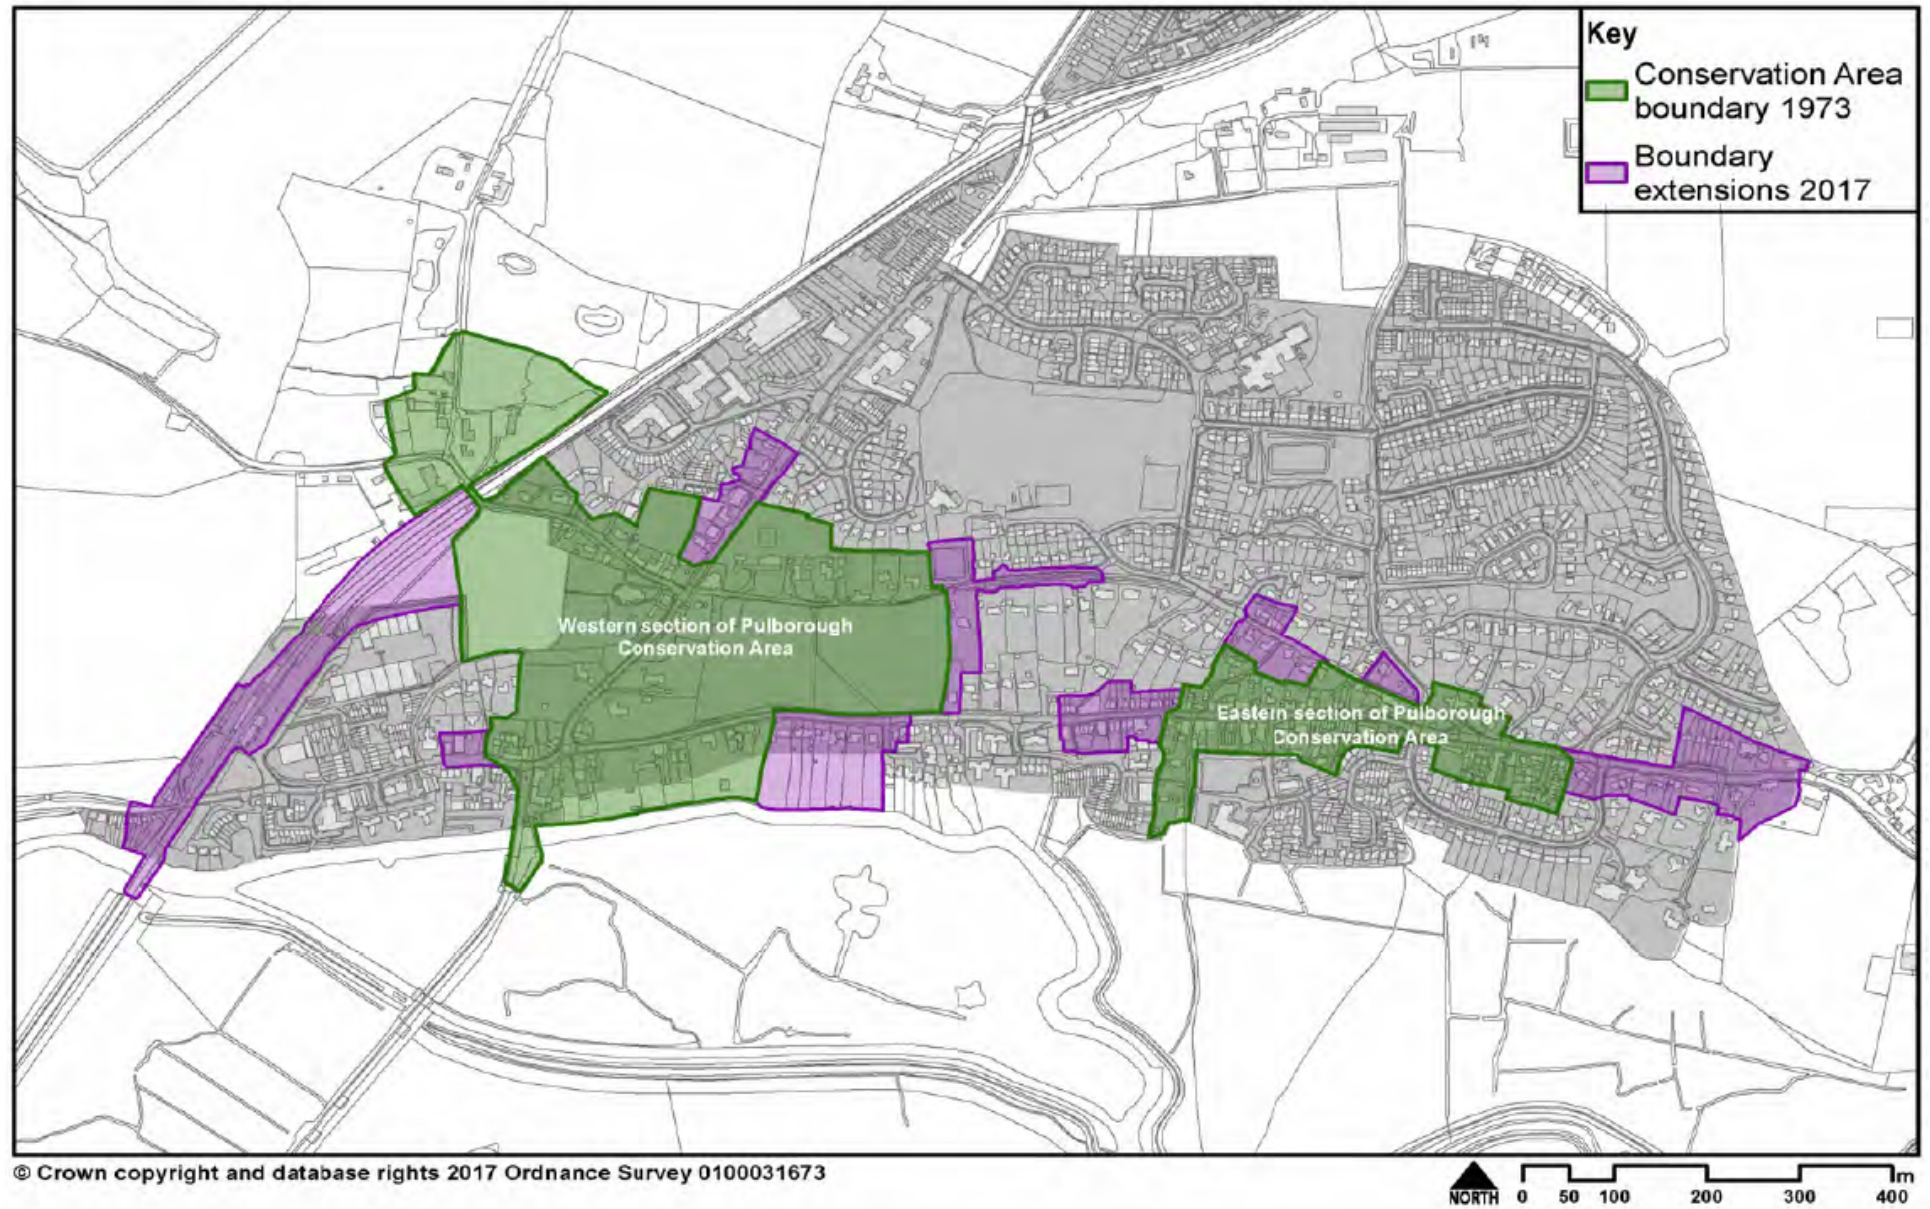 Key
Conservation Area
boundary 1973
Boundary
extensions 2017
Western section of Pulborough
Conservation Area
Eastern section of Pulborough
Conservation Area
© Crown copyright and database rights 2017 Ordnance Survey 0100031673
NORTH
0 50 100 200 300 400 m